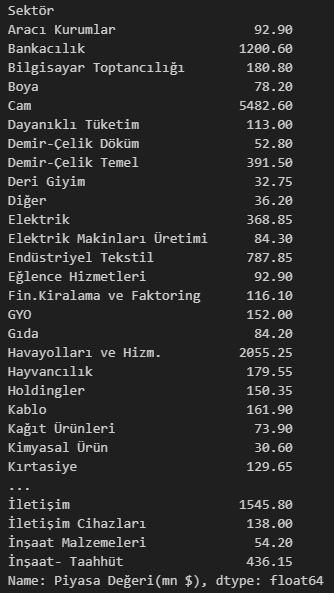 Sektör
Aracı Kurumlar 92.90
Bankacılık 1200.60
Bilgisayar Toptancılığı 180.80
Boya 78.20
Cam 5482.60
Dayanıklı Tüketim 113.00
Demir-Çelik Döküm 52.80
Demir-Çelik Temel 391.50
Deri Giyim 32.75
Diğer 36.20
Elektrik 368.85
Elektrik Makinları Üretimi 84.30
Endüstriyel Tekstil 787.85
Eğlence Hizmetleri 92.90
Fin.Kiralama ve Faktoring 116.10
GYO 152.00
Gıda 84.20
Havayolları ve Hizm. 2055.25
Hayvancılık 179.55
Holdingler 150.35
Kablo 161.90
Kağıt Ürünleri 73.90
Kimyasal Ürün 30.60
Kırtasiye 129.65
...
İletişim 1545.80
İletişim Cihazları 138.00
İnşaat Malzemeleri 54.20
İnşaat- Taahhüt 436.15
Name: Piyasa Değeri(mn $), dtype: float64